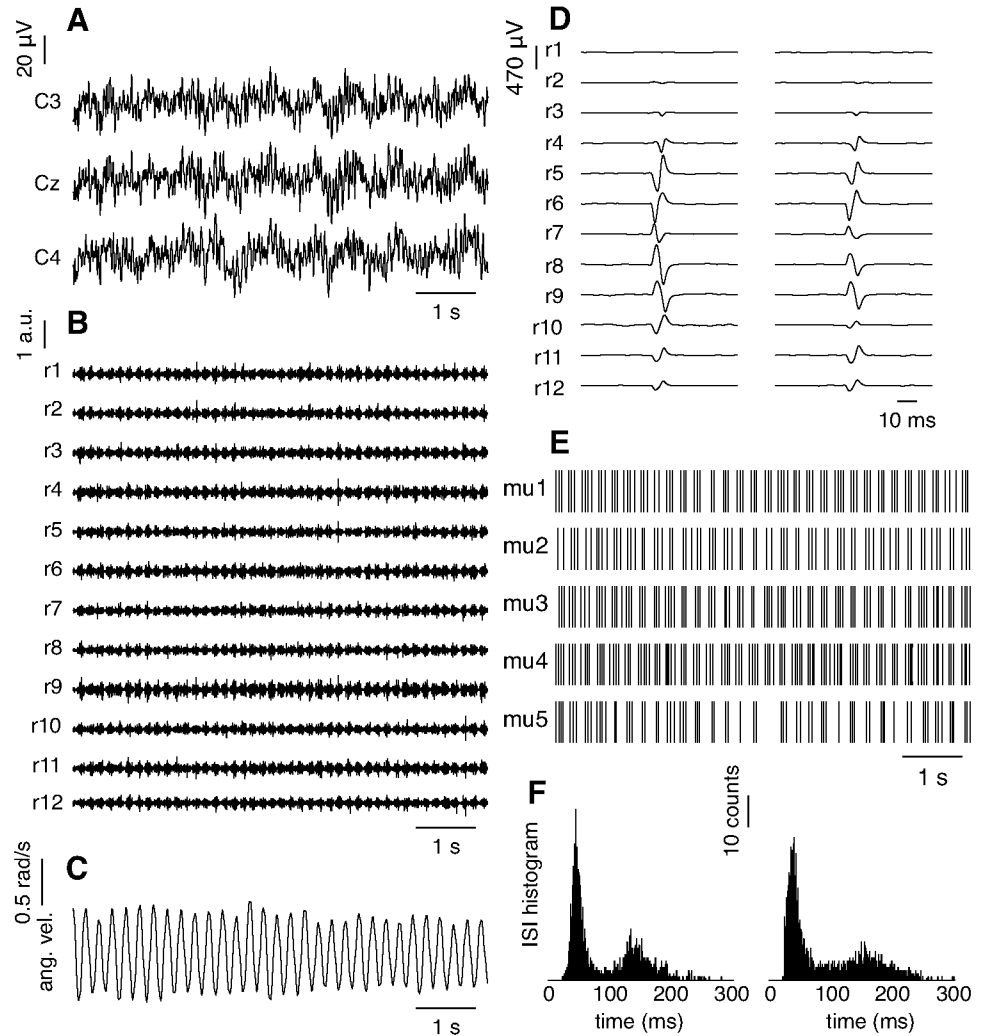 A
20 µV
C3
Cz
C4
1 s
B
1 a.u.
r1
r2
r3
r4
r5
r6
r7
r8
r9
r10
r11
r12
1 s
C
0.5 rad/s
ang. vel.
1 s
D
470 µV
r1
r2
r3
r4
r5
r6
r7
r8
r9
r10
r11
r12
10 ms
E
mu1
mu2
mu3
mu4
mu5
1 s
F
10 counts
ISI histogram
0 100 200 300
time (ms)
0 100 200 300
time (ms)